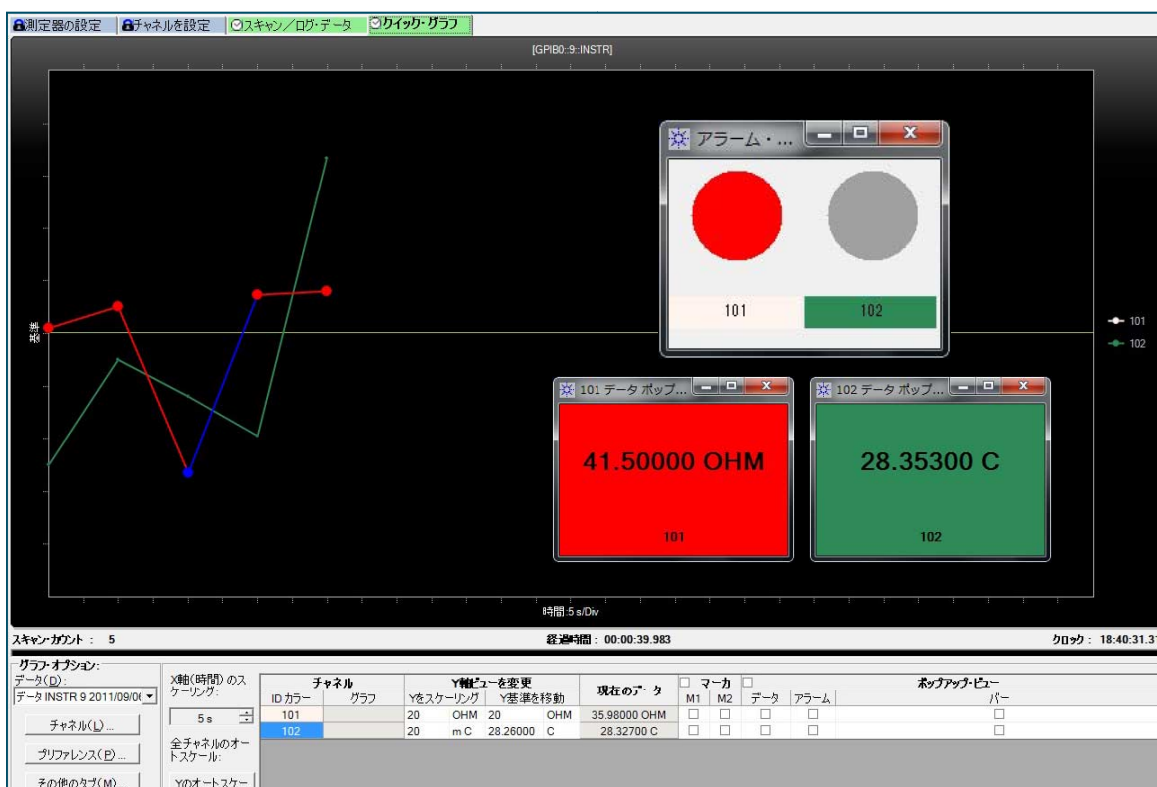 測定器の設定 チャネルを設定 スキャン／ログ・データ クイック・グラフ
[GPIB0::9::INSTR]
アラーム・...
101 102
基準
101
102
101 データ ポップ... 102 データ ポップ...
41.50000 OHM 28.35300 C
101 102
時間:5 s/Div
スキャン・カウント： 5 経過時間：00:00:39.983 クロック：18:40:31.31
グラフ・オプション:
データ(D):
データ INSTR 9 2011/09/06
チャネル(L)...
プリファレンス(P)...
その他のタブ(M)...
X軸(時間)のス
ケーリング:
5 s
全チャネルのオー
トスケール:
Yのオートスケー
チャネル Y軸ビューを変更 現在のデータ マーカ ポップアップ・ビュー
IDカラー グラフ Yをスケーリング Y基準を移動 M1 M2 データ アラーム バー
101 20 OHM 20 OHM 35.98000 OHM
102 20 m C 28.26000 C 28.32700 C